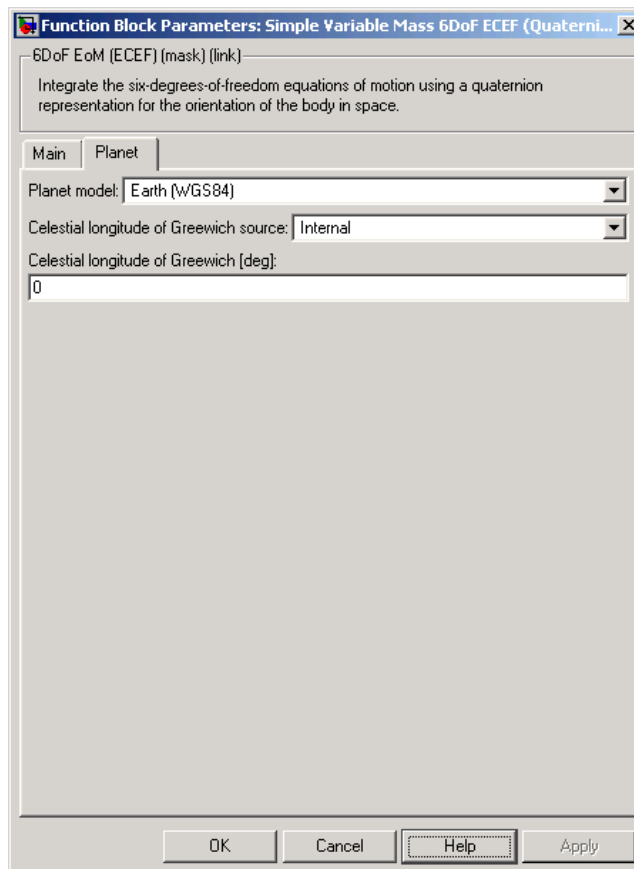 Function Block Parameters: Simple Variable Mass 6DoF ECEF (Quaterni...
6DoF EoM (ECEF) (mask) (link)
Integrate the six-degrees-of-freedom equations of motion using a quaternion
representation for the orientation of the body in space.
Main Planet
Planet model: Earth (WGS84)
Celestial longitude of Greewich source: Internal
Celestial longitude of Greewich [deg]:
0
OK Cancel Help Apply